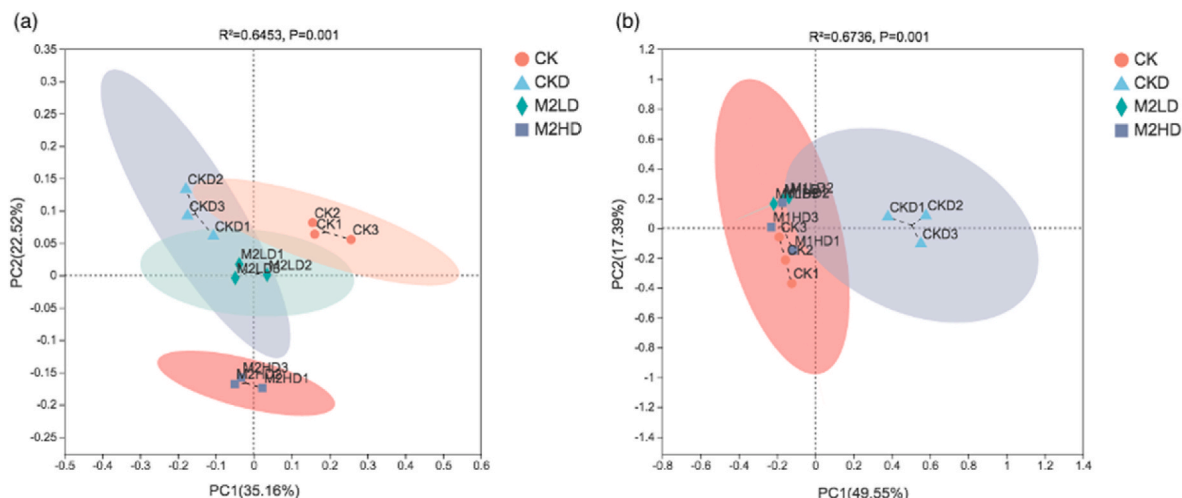 (a)
R²=0.6453, P=0.001
CK
CKD
M2LD
M2HD
PC2(22.52%)
0.35
0.3
0.25
0.2
0.15
0.1
0.05
0
-0.05
-0.1
-0.15
-0.2
-0.25
CKD2
CKD3
CKD1
CK2
CK1
CK3
M2LD1
M2LD2
M2HD3
M2HD1
-0.5
-0.4
-0.3
-0.2
-0.1
0
0.1
0.2
0.3
0.4
0.5
0.6
PC1(35.16%)
(b)
R²=0.6736, P=0.001
CK
CKD
M2LD
M2HD
PC2(17.39%)
1.2
1
0.8
0.6
0.4
0.2
0
-0.2
-0.4
-0.6
-0.8
-1
-1.2
-1.4
M1LD2
M1HD3
CK3
M1HD1
CK2
CK1
CKD1
CKD2
CKD3
-0.8
-0.6
-0.4
-0.2
0
0.2
0.4
0.6
0.8
1
1.2
1.4
PC1(49.55%)